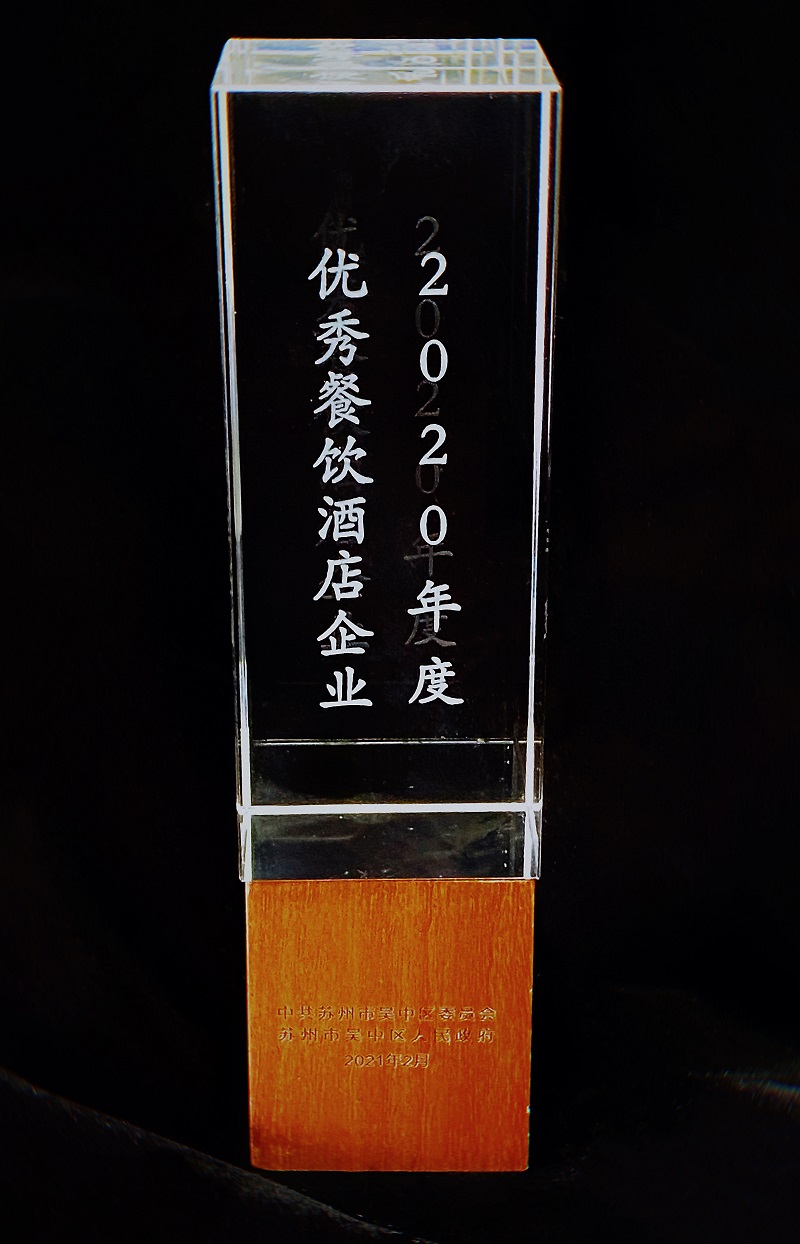 2020年度
优秀餐饮酒店企业
中共苏州市吴中区委员会
苏州市吴中区人民政府
2021年2月